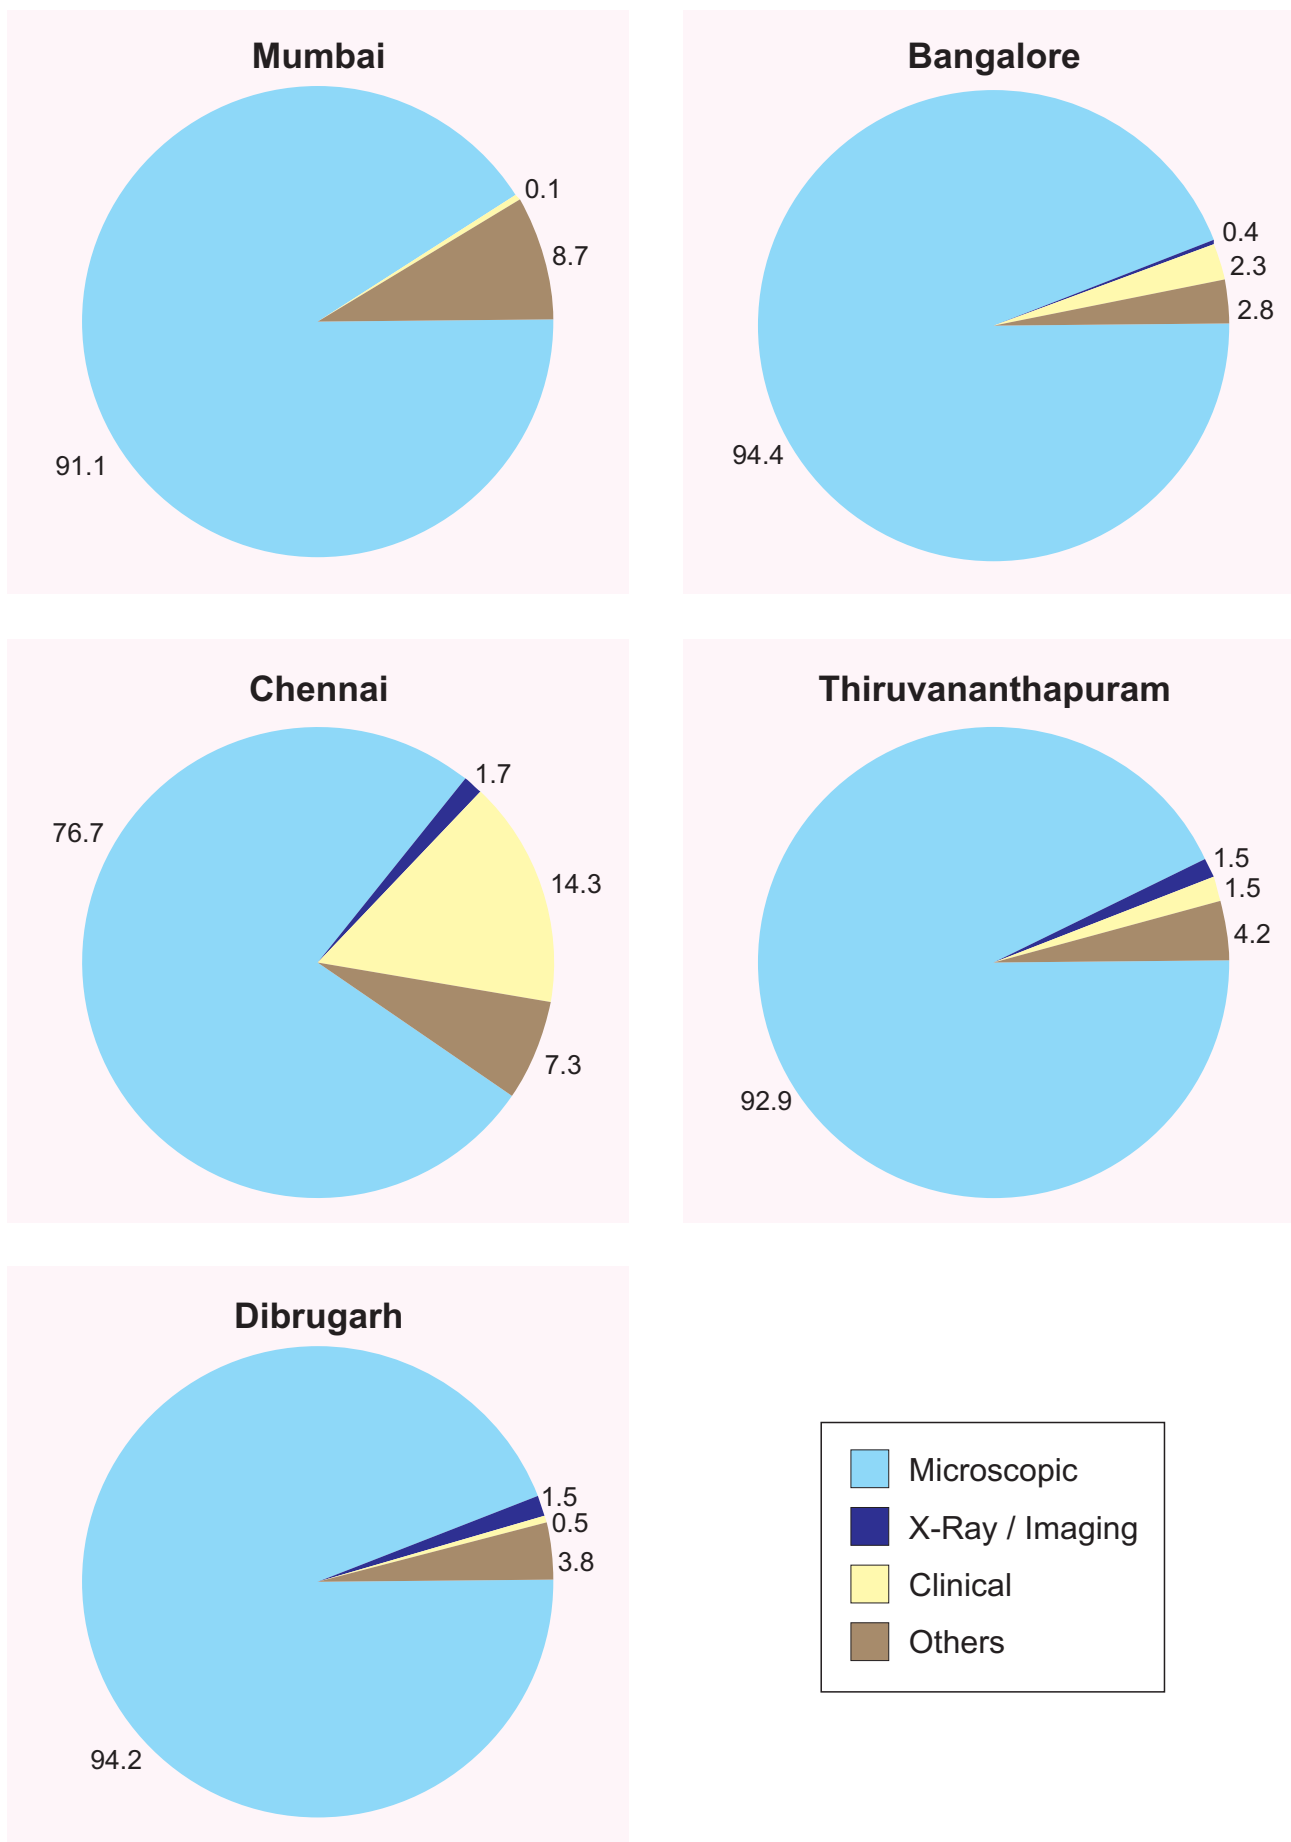 Mumbai
0.1
8.7
91.1
Bangalore
0.4
2.3
2.8
94.4
Chennai
1.7
76.7
14.3
7.3
Thiruvananthapuram
1.5
1.5
4.2
92.9
Dibrugarh
1.5
0.5
3.8
94.2
Microscopic
X-Ray / Imaging
Clinical
Others